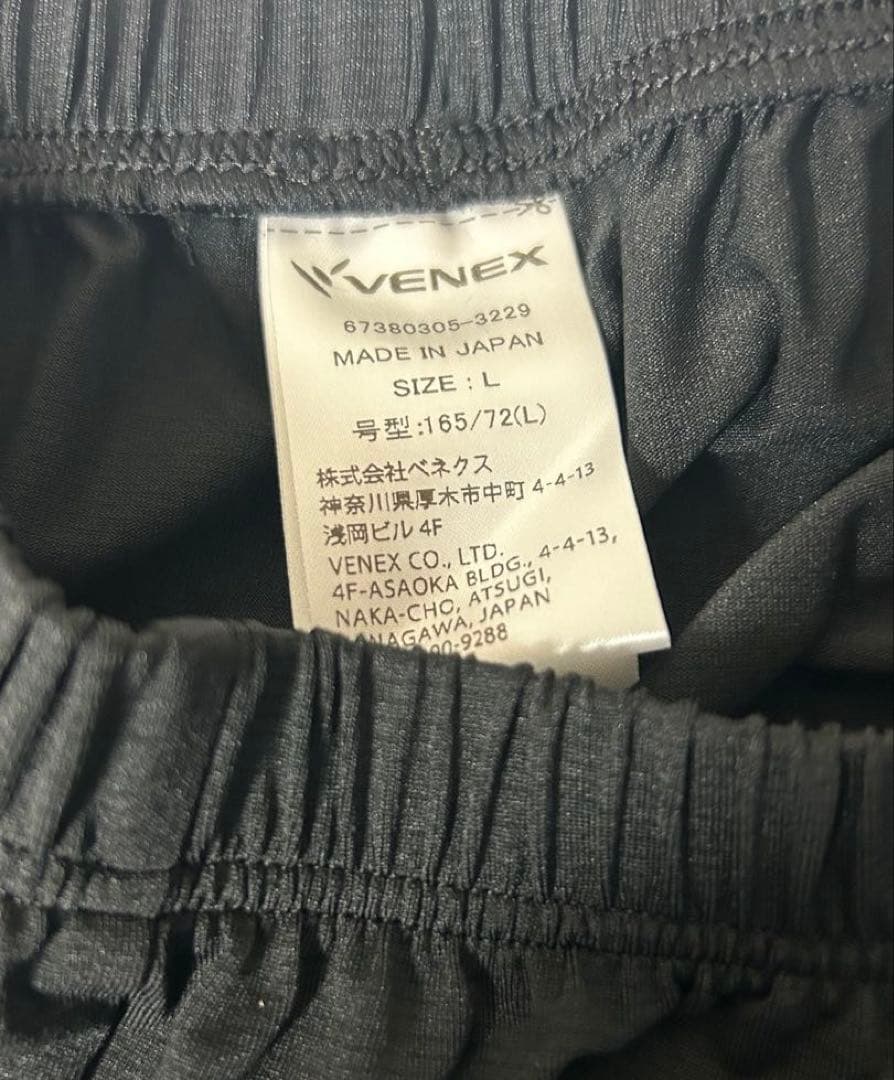 VENEX
67380305-3229
MADE IN JAPAN
SIZE : L
号型:165/72(L)
株式会社ベネクス
神奈川県厚木市中町 4-4-13
浅岡ビル 4F
VENEX CO., LTD.
4F-ASAOKA BLDG., 4-4-13,
NAKA-CHO, ATSUGI,
JAPAN
-9288